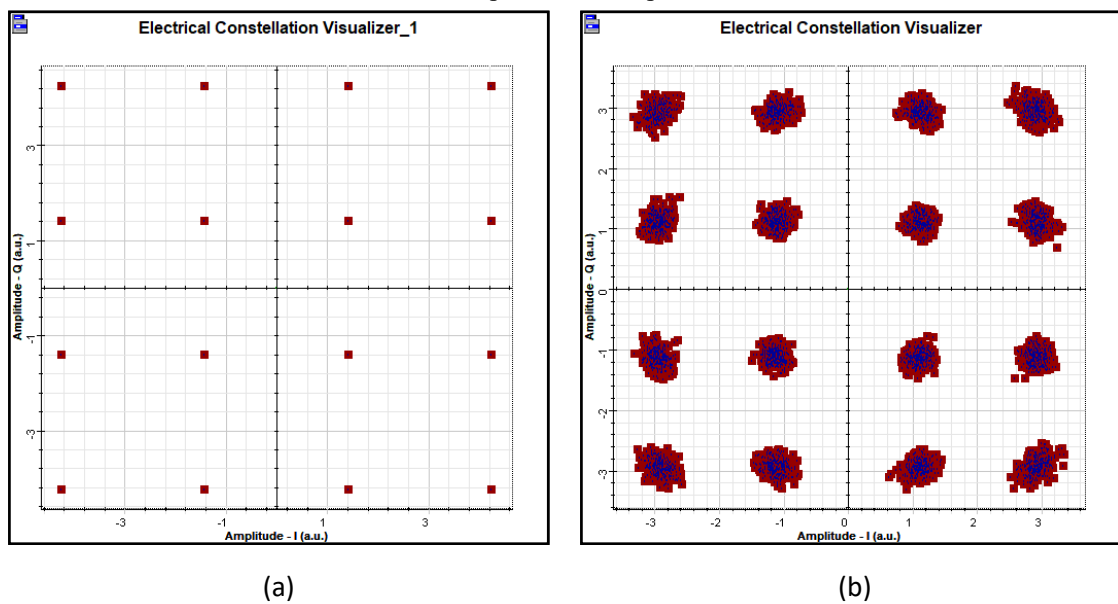 Electrical Constellation Visualizer_1
Amplitude - Q (a.u.)
3
1
-1
-3
-3
-1
1
3
Amplitude - I (a.u.)
(a)
Electrical Constellation Visualizer
Amplitude - Q (a.u.)
3
2
1
0
-1
-2
-3
-3
-2
-1
0
1
2
3
Amplitude - I (a.u.)
(b)